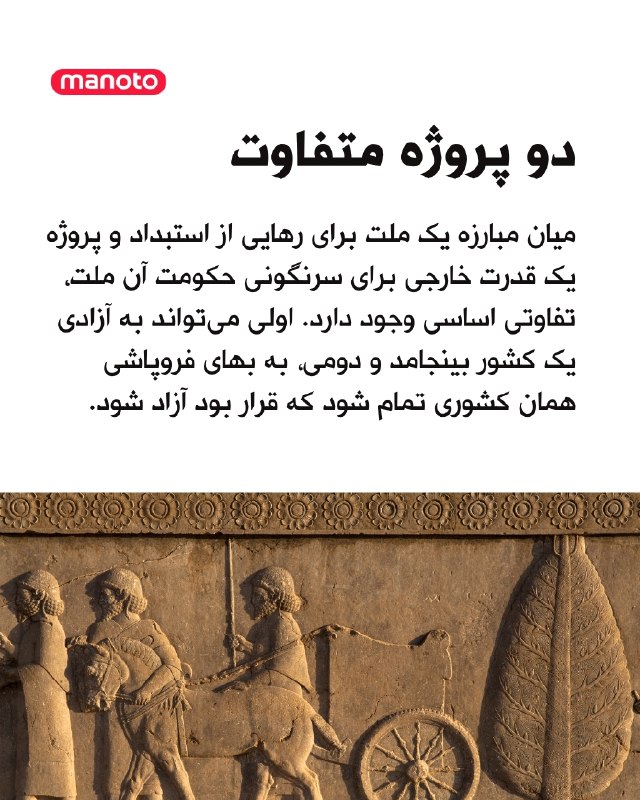 manoto
دو پروژه متفاوت
میان مبارزه یک ملت برای رهایی از استبداد و پروژه
یک قدرت خارجی برای سرنگونی حکومت آن ملت،
تفاوتی اساسی وجود دارد. اولی می‌تواند به آزادی
یک کشور بینجامد و دومی، به بهای فروپاشی
همان کشوری تمام شود که قرار بود آزاد شود.